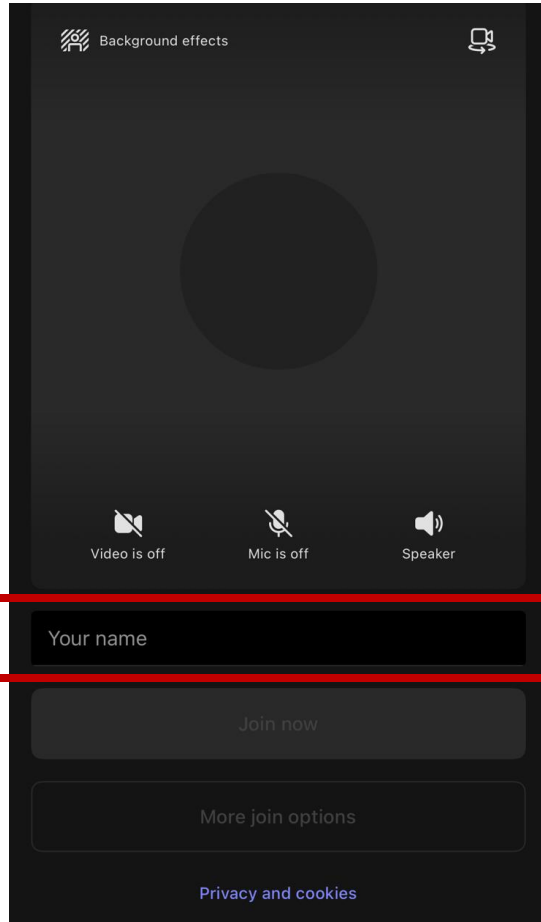 Background effects
Video is off Mic is off Speaker
Your name
Join now
More join options
Privacy and cookies